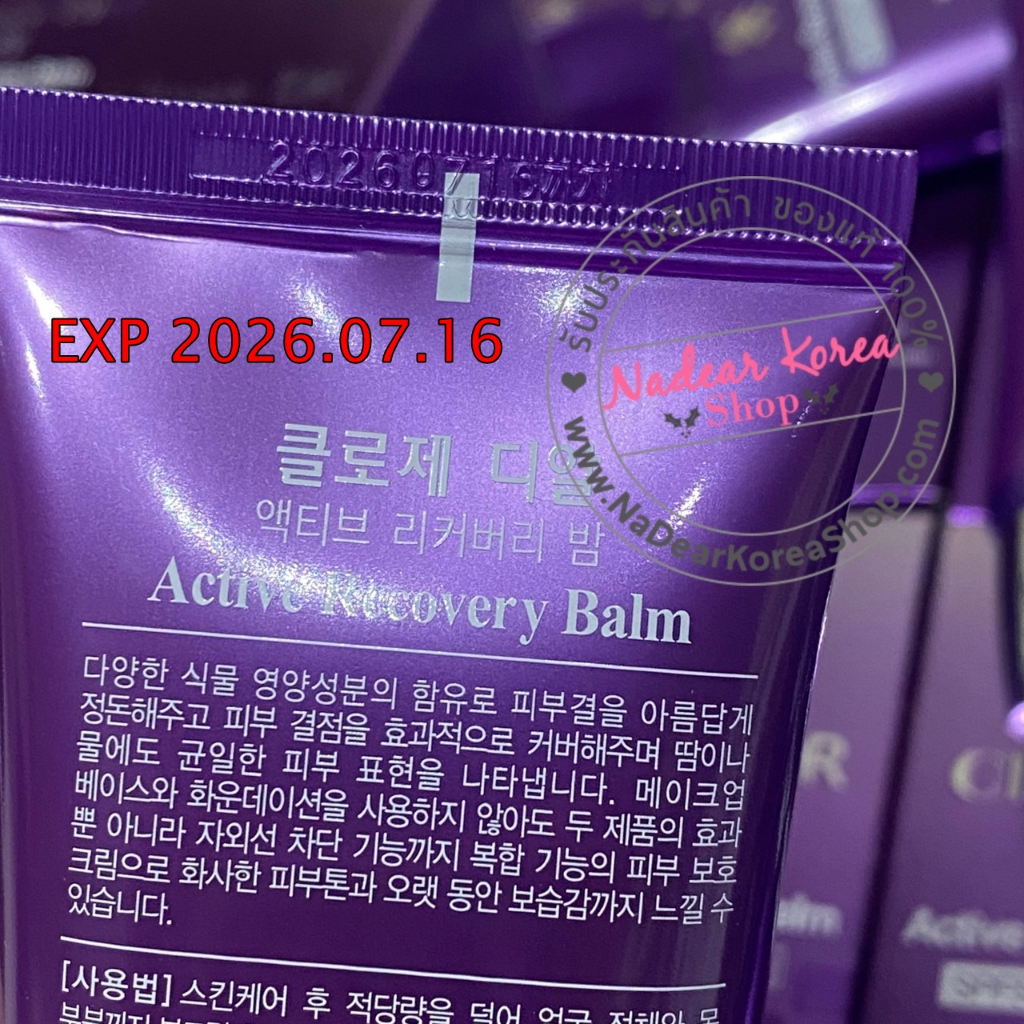 20260716까지
EXP 2026.07.16
รับประกันสินค้า ของแท้ 100%
Nadear Korea
Shop
www.NaDearKoreaShop.com
클로제 디올
액티브 리커버리 밤
Active Recovery Balm
다양한 식물 영양성분의 함유로 피부결을 아름답게
정돈해주고 피부 결점을 효과적으로 커버해주며 땀이나
물에도 균일한 피부 표현을 나타냅니다. 메이크업
베이스와 화운데이션을 사용하지 않아도 두 제품의 효과
뿐 아니라 자외선 차단 기능까지 복합 기능의 피부 보호
크림으로 화사한 피부톤과 오랫 동안 보습감까지 느낄 수
있습니다.
[사용법] 스킨케어 후 적당량을 덜어 얼굴 전체와 목
Active